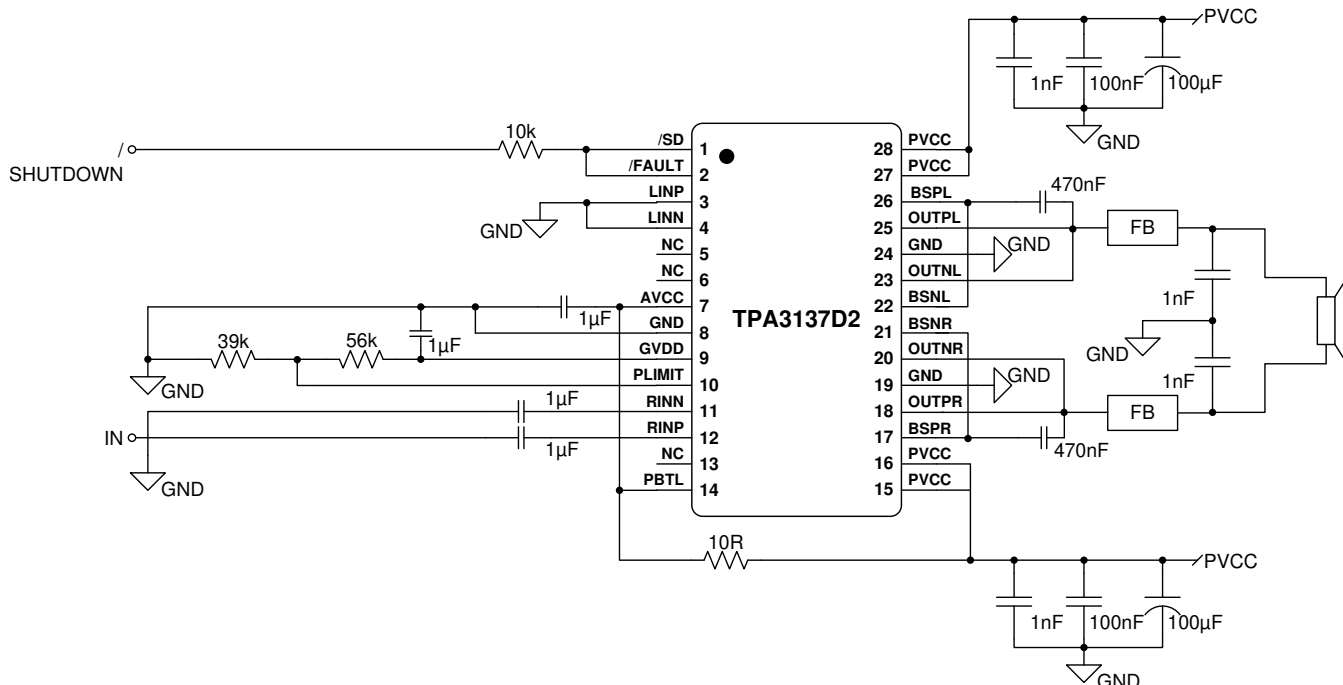 PVCC
1nF
100nF
100µF
GND
/
SHUTDOWN
10k
/SD
1
/FAULT
2
LINP
3
LINN
4
GND
NC
5
NC
6
AVCC
7
1µF
GND
8
1µF
GVDD
9
39k
56k
GND
PLIMIT
10
1µF
RINN
11
IN
RINP
12
1µF
GND
NC
13
PBTL
14
TPA3137D2
28
PVCC
27
PVCC
26
BSPL
470nF
25
OUTPL
24
GND
GND
23
OUTNL
22
BSNL
21
BSNR
20
OUTNR
19
GND
GND
18
OUTPR
17
BSPR
470nF
16
PVCC
15
PVCC
FB
1nF
GND
1nF
FB
10R
PVCC
1nF
100nF
100µF
GND